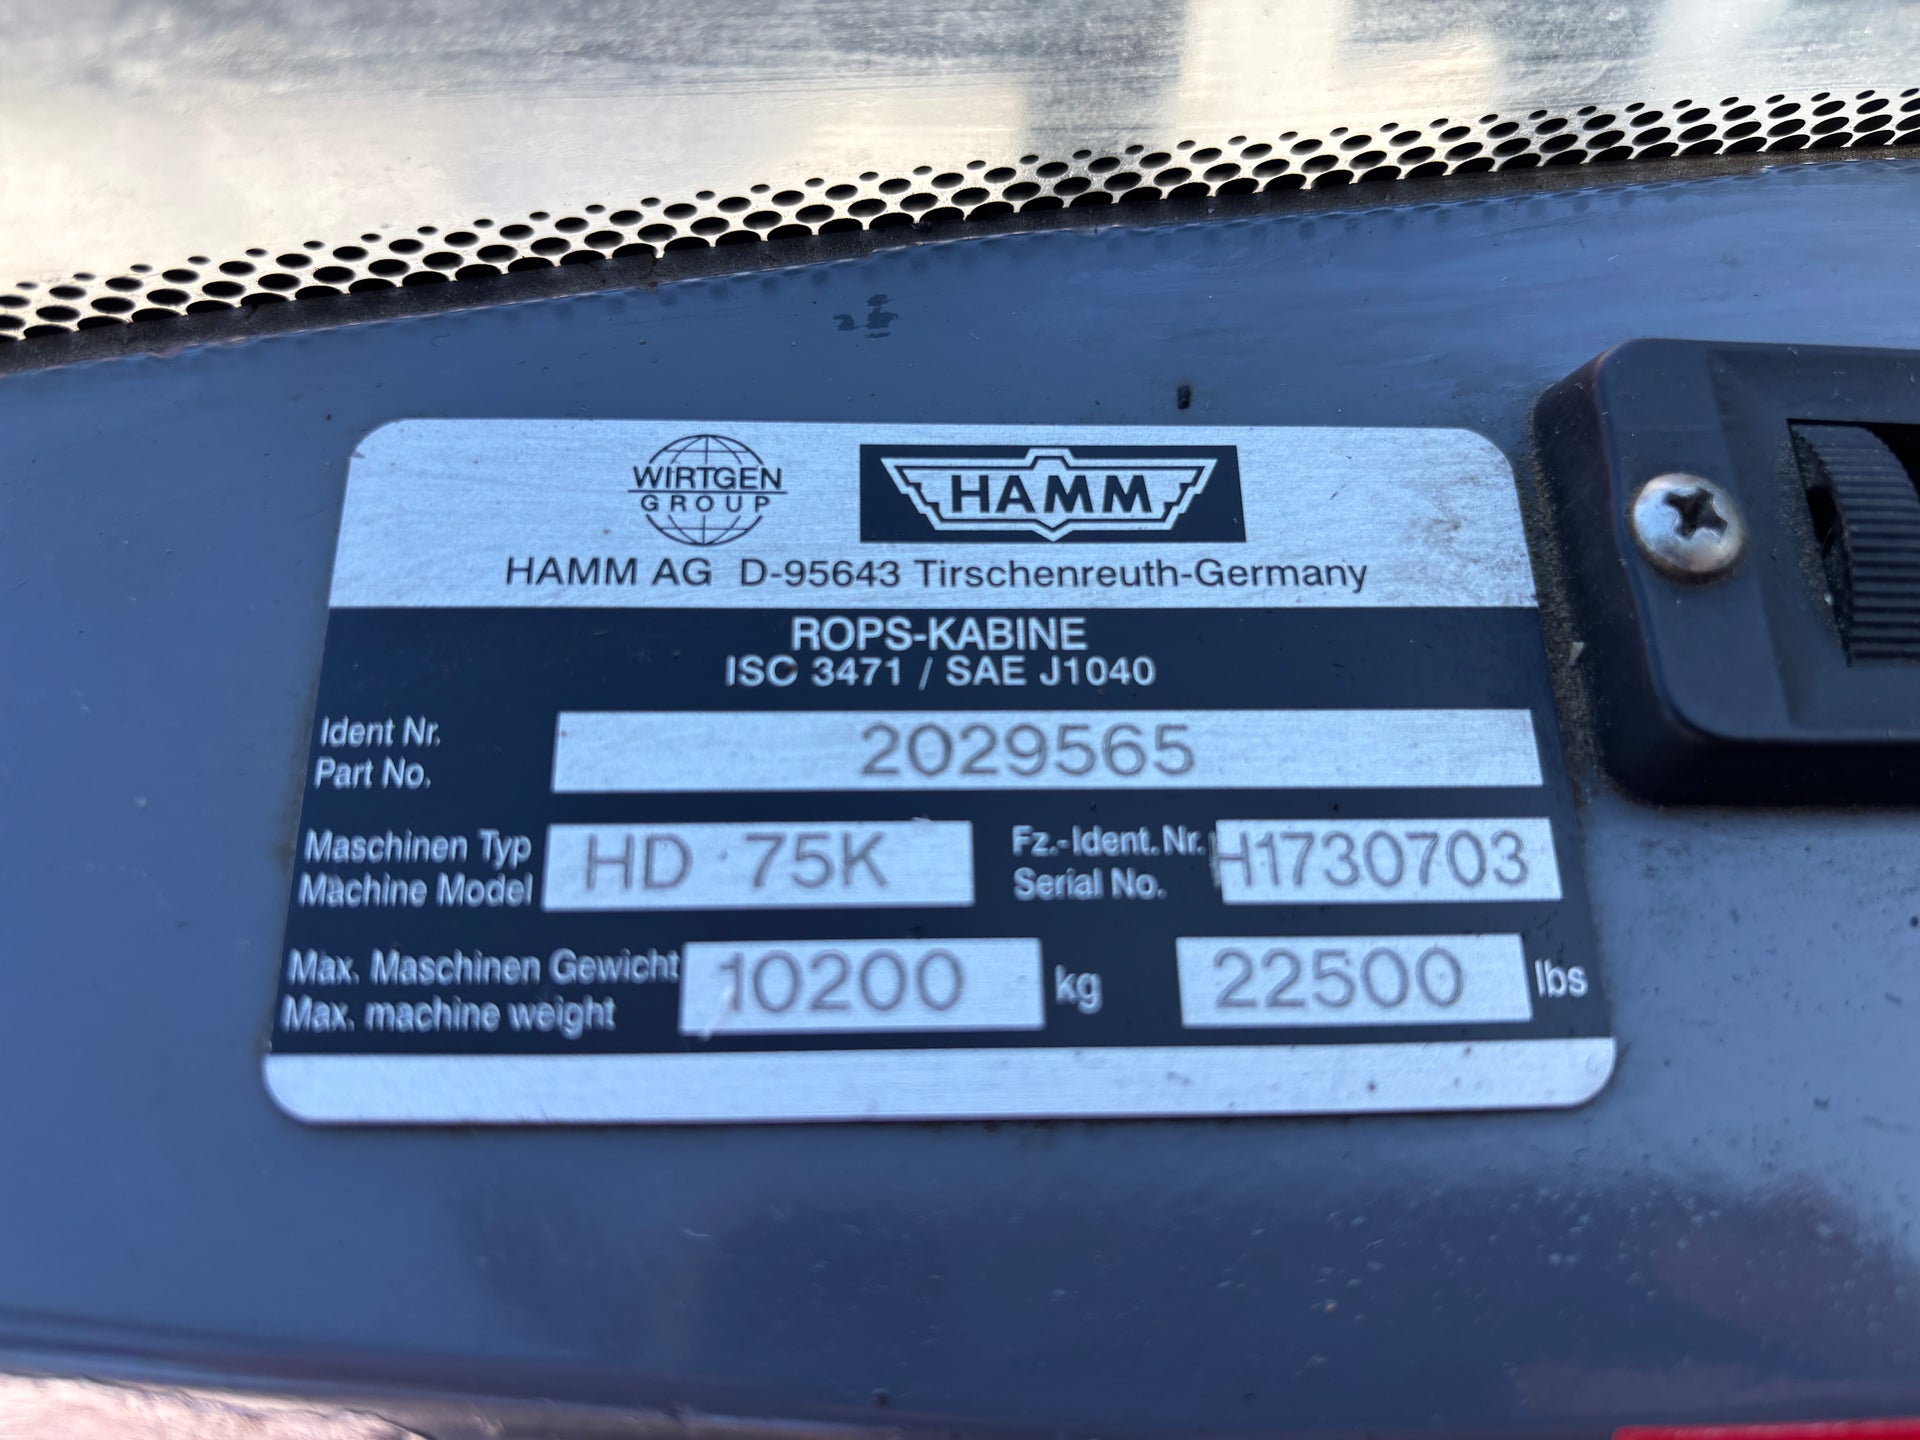 WIRTGEN
GROUP
HAMM
HAMM AG D-95643 Tirschenreuth-Germany
ROPS-KABINE
ISO 3471 / SAE J1040
Ident Nr.
Part No.
2029565
Maschinen Typ
Machine Model
HD 75K
Fz.-Ident.Nr.
Serial No.
H1730703
Max. Maschinen Gewicht
Max. machine weight
10200 kg
22500 lbs